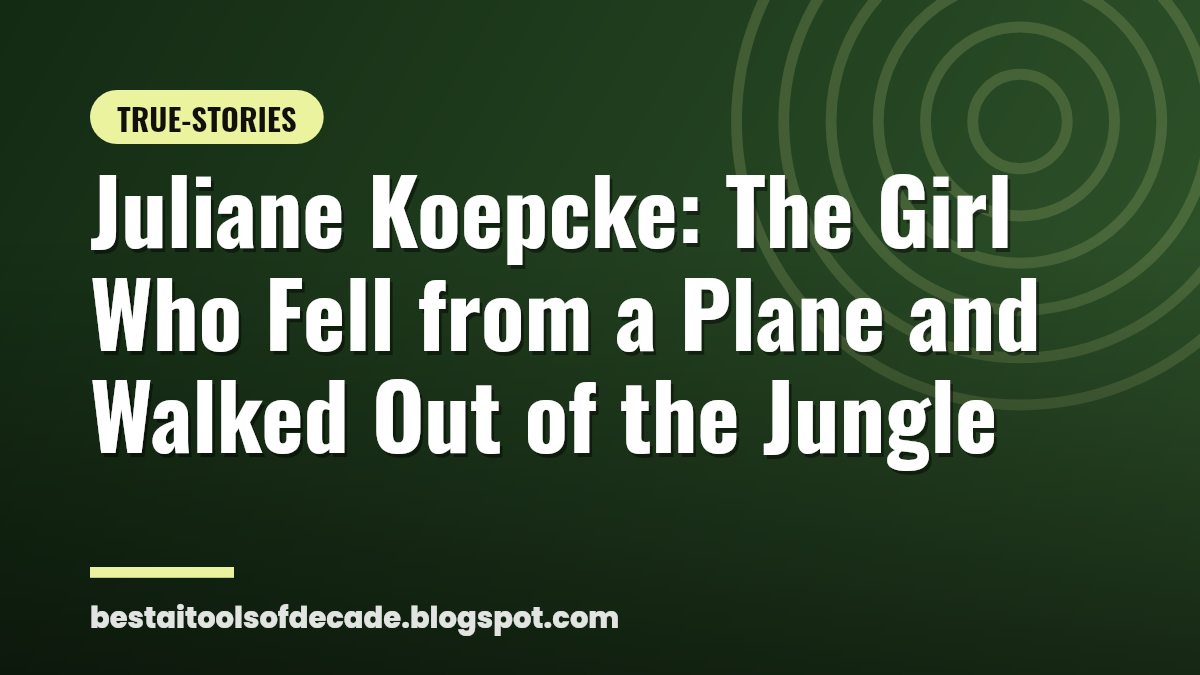 TRUE-STORIES
Juliane Koepcke: The Girl
Who Fell from a Plane and
Walked Out of the Jungle
bestaitoolsofdecade.blogspot.com